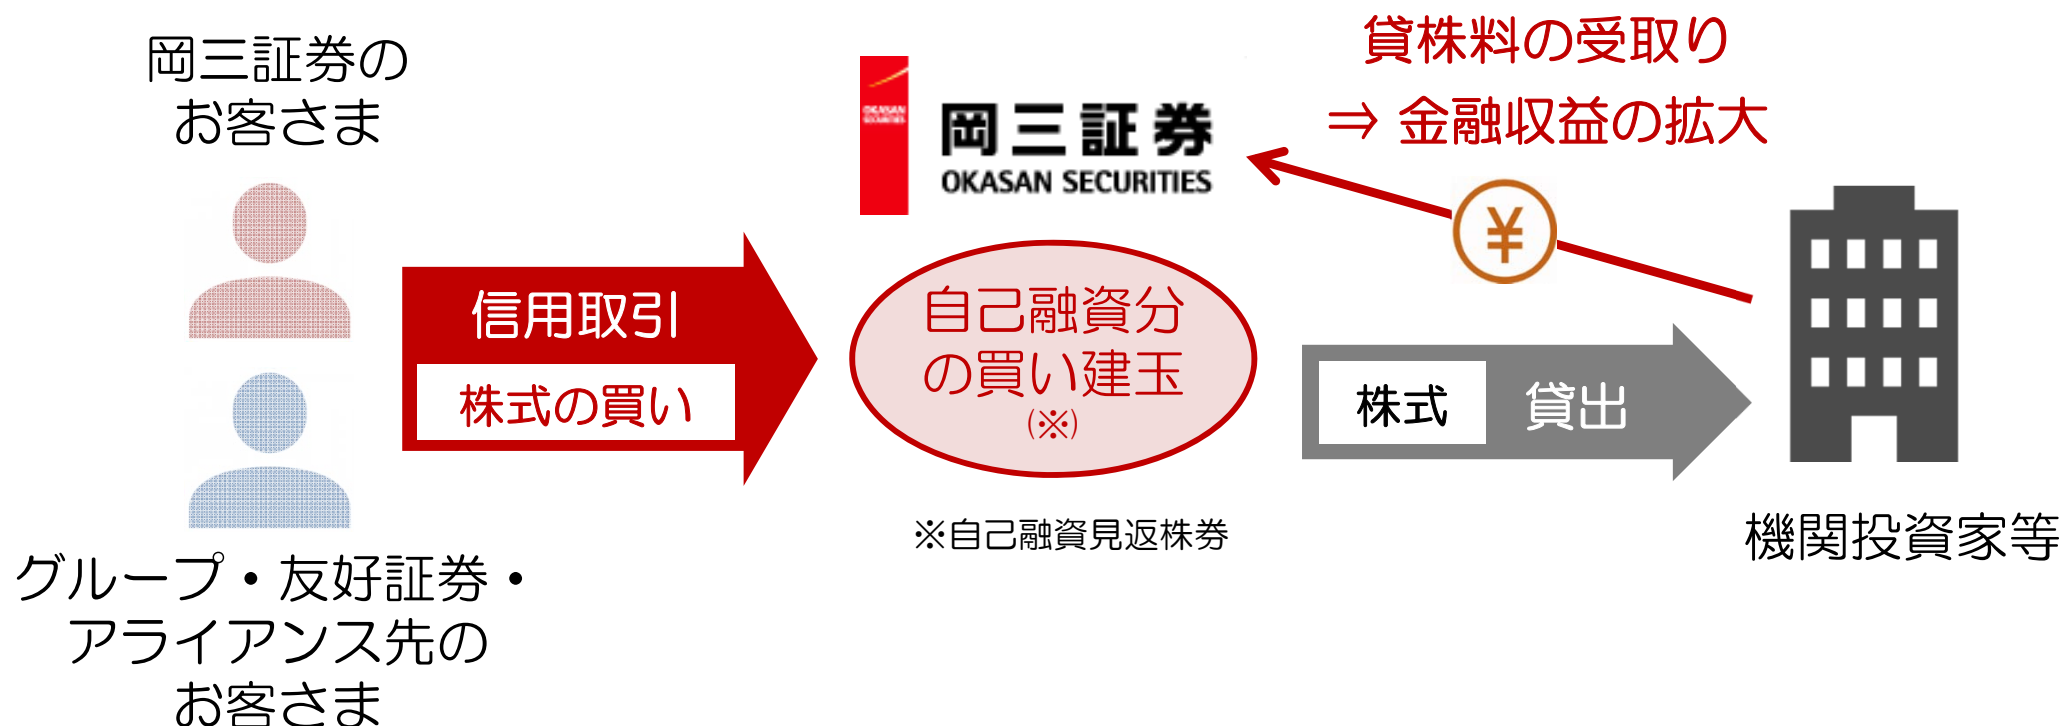 岡三証券の
お客さま
グループ・友好証券・
アライアンス先の
お客さま
信用取引
株式の買い
OKASAN
SECURITIES
岡三証券
OKASAN SECURITIES
自己融資分
の買い建玉
(※)
※自己融資見返株券
貸株料の受取り
⇒ 金融収益の拡大
¥
株式 貸出
機関投資家等